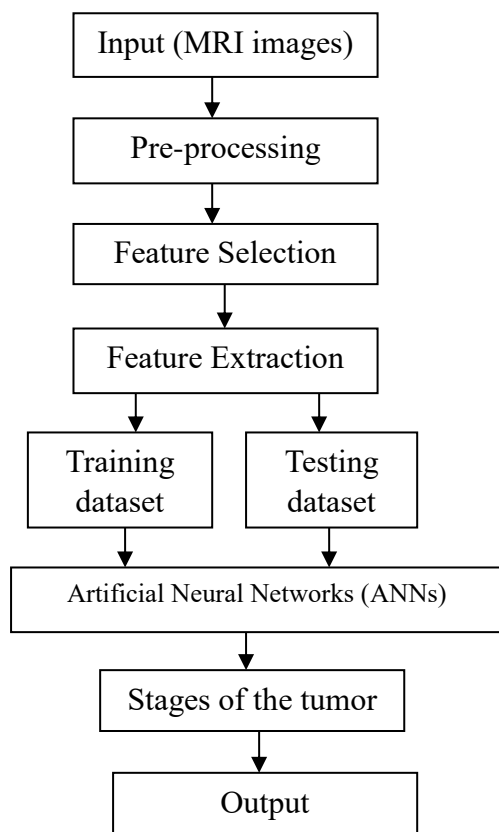 Input (MRI images)
Pre-processing
Feature Selection
Feature Extraction
Training
dataset
Testing
dataset
Artificial Neural Networks (ANNs)
Stages of the tumor
Output